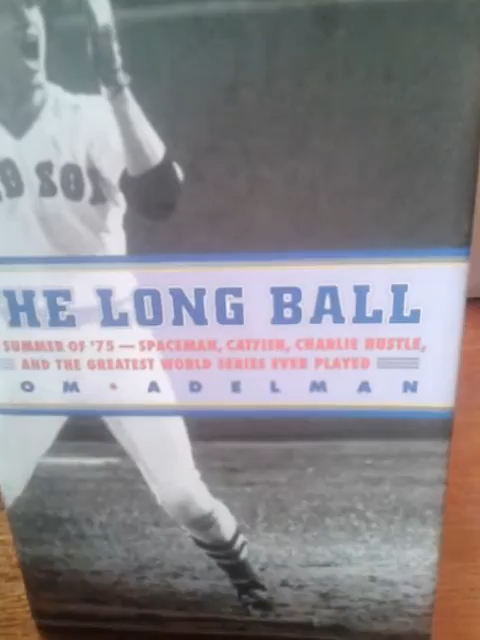 D SOX
HE LONG BALL
SUMMER OF '75 — SPACEMAN, CATFISH, CHARLIE HUSTLE,
AND THE GREATEST WORLD SERIES EVER PLAYED
OM • ADELMAN